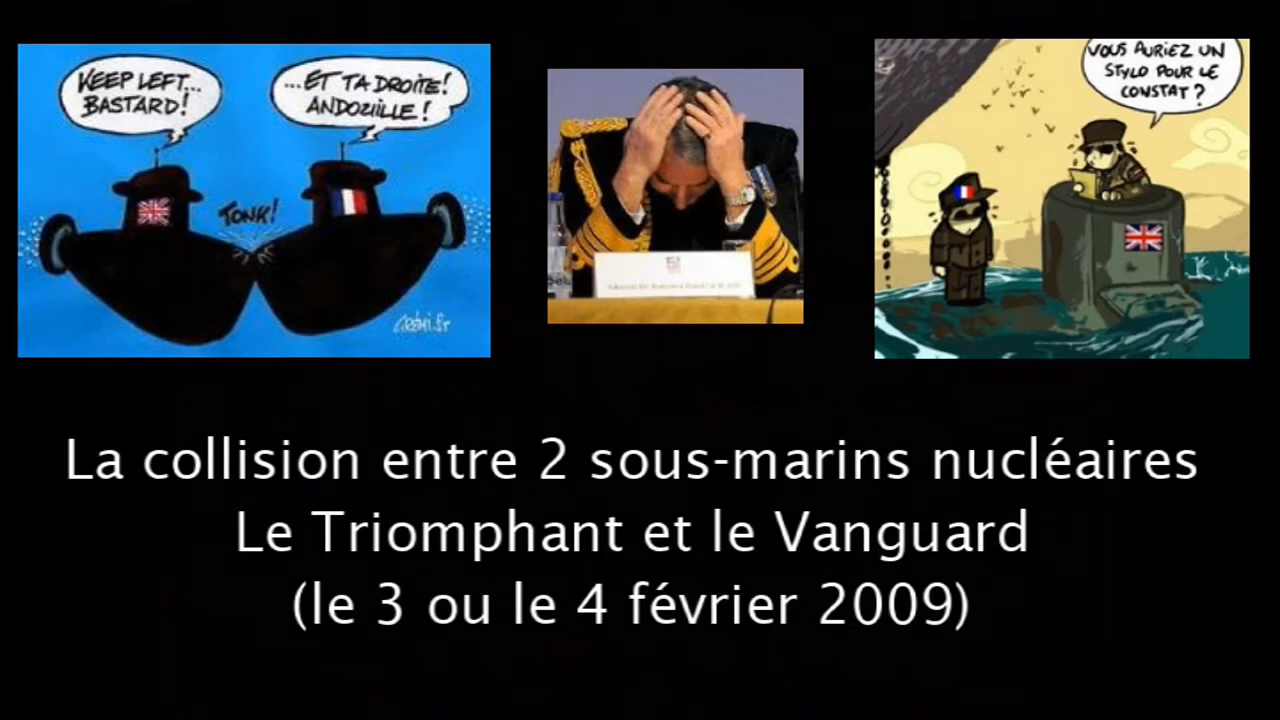 KEEP LEFT...
BASTARD!
...ET TA DROITE!
ANDOUILLE!
TONK!
VOUS AURIEZ UN
STYLO POUR LE
CONSTAT ?
La collision entre 2 sous-marins nucléaires
Le Triomphant et le Vanguard
(le 3 ou le 4 février 2009)